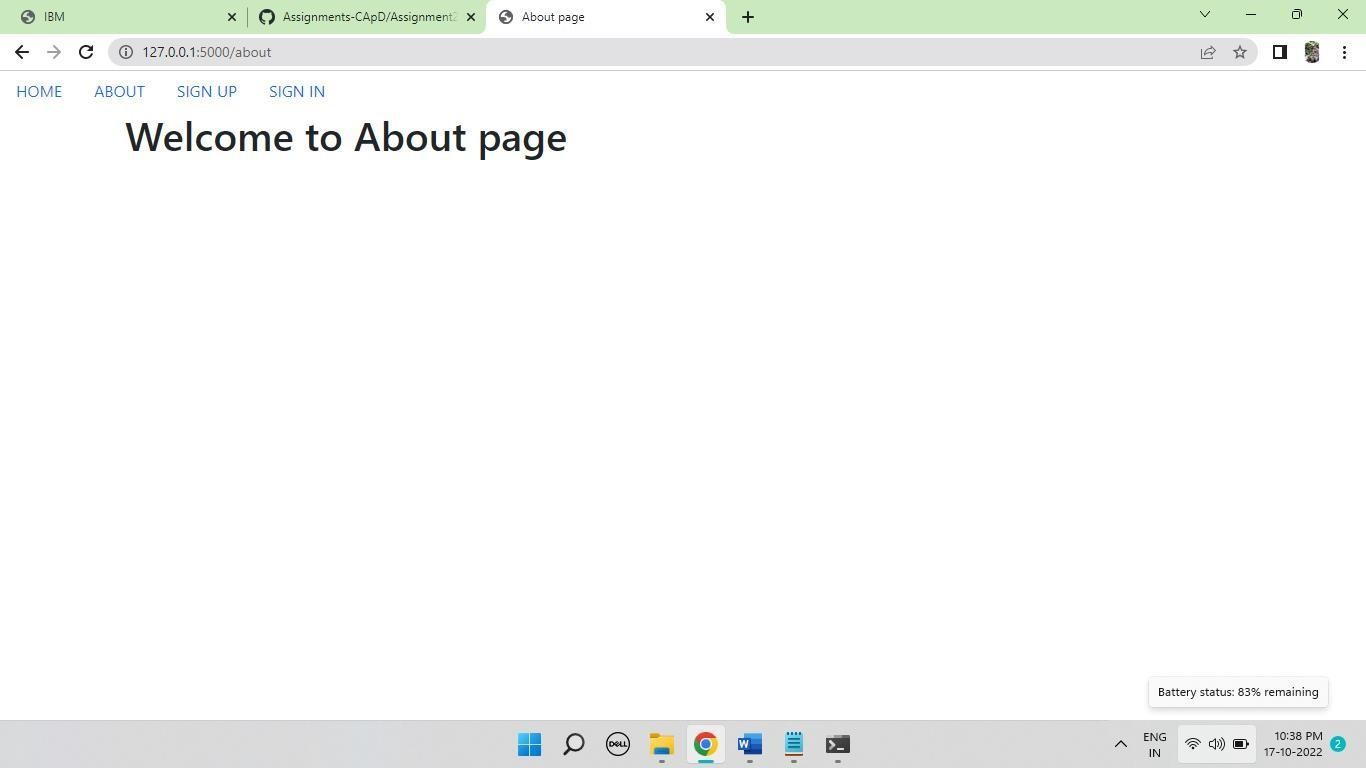 IBM
Assignments-CApD/Assignment2
About page
127.0.0.1:5000/about
HOME ABOUT SIGN UP SIGN IN
Welcome to About page
Battery status: 83% remaining
DELL
W
ENG
IN
10:38 PM
17-10-2022
2